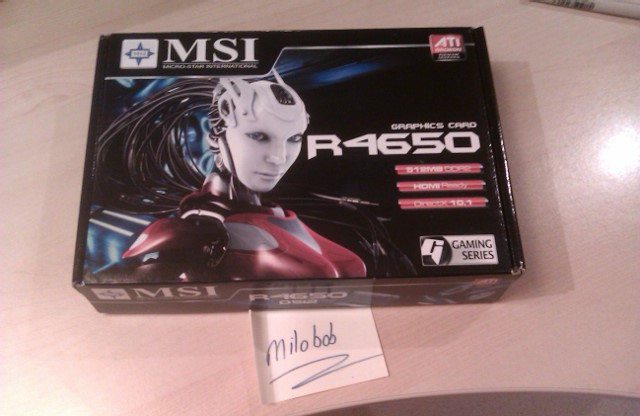 MSI
MICRO-STAR INTERNATIONAL
ATI
GRAPHICS CARD
R4650
512MB DDR2
HDMI Ready
DirectX 10.1
GAMING
SERIES
MSI
R4650
D512
milobob